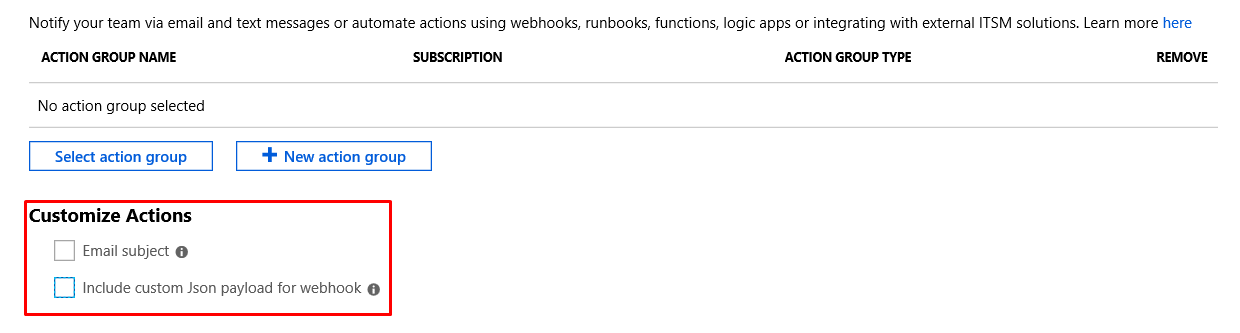 Notify your team via email and text messages or automate actions using webhooks, runbooks, functions, logic apps or integrating with external ITSM solutions. Learn more here
ACTION GROUP NAME SUBSCRIPTION ACTION GROUP TYPE REMOVE
No action group selected
Select action group + New action group
Customize Actions
Email subject
Include custom Json payload for webhook